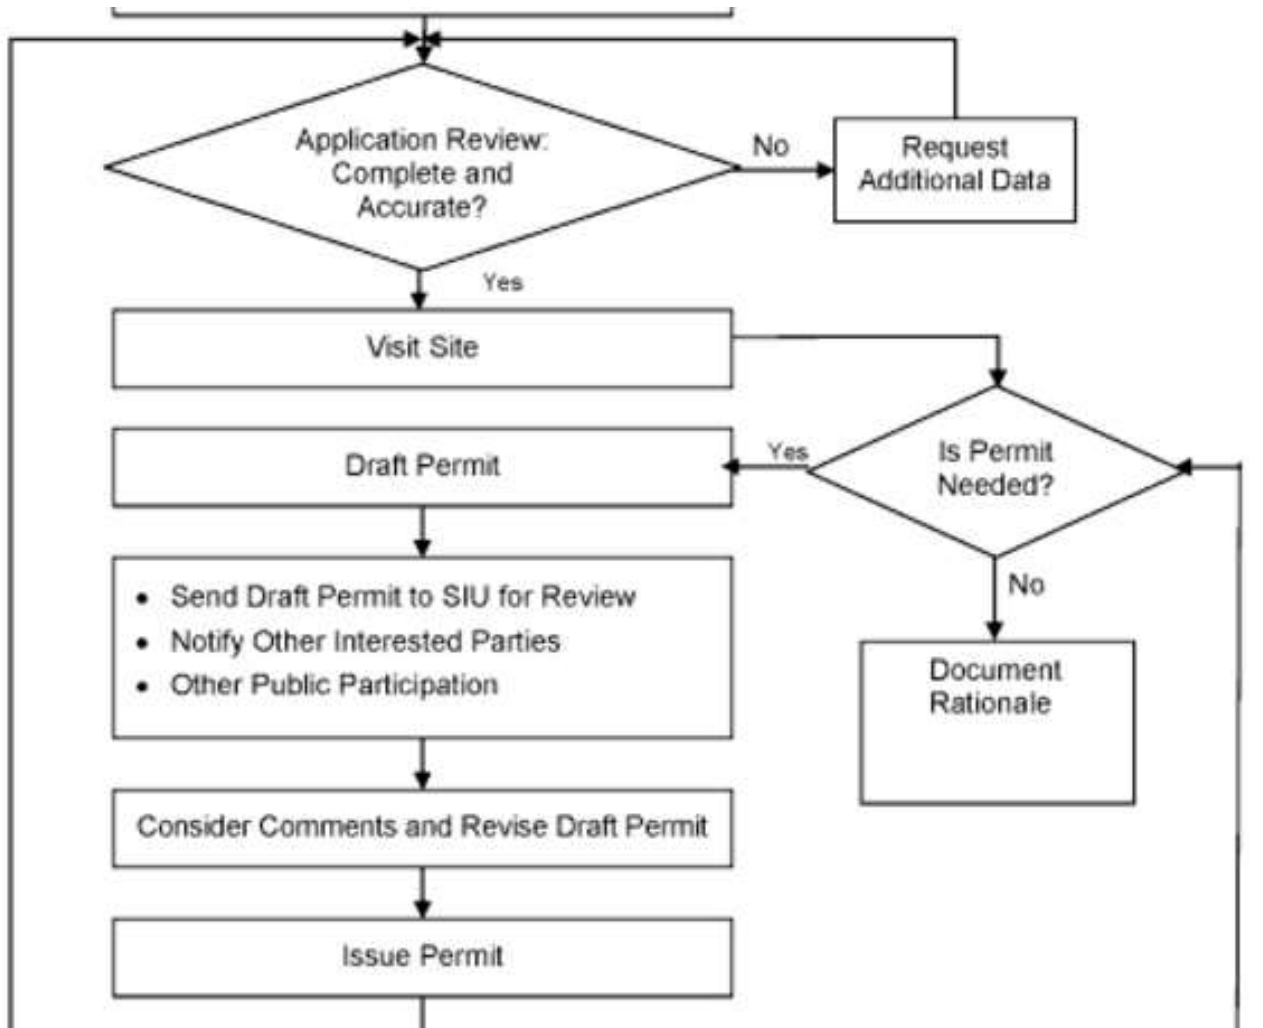 Application Review:
Complete and
Accurate?
No
Request
Additional Data
Yes
Visit Site
Is Permit
Needed?
Yes
Draft Permit
No
• Send Draft Permit to SIU for Review
• Notify Other Interested Parties
• Other Public Participation
Document
Rationale
Consider Comments and Revise Draft Permit
Issue Permit